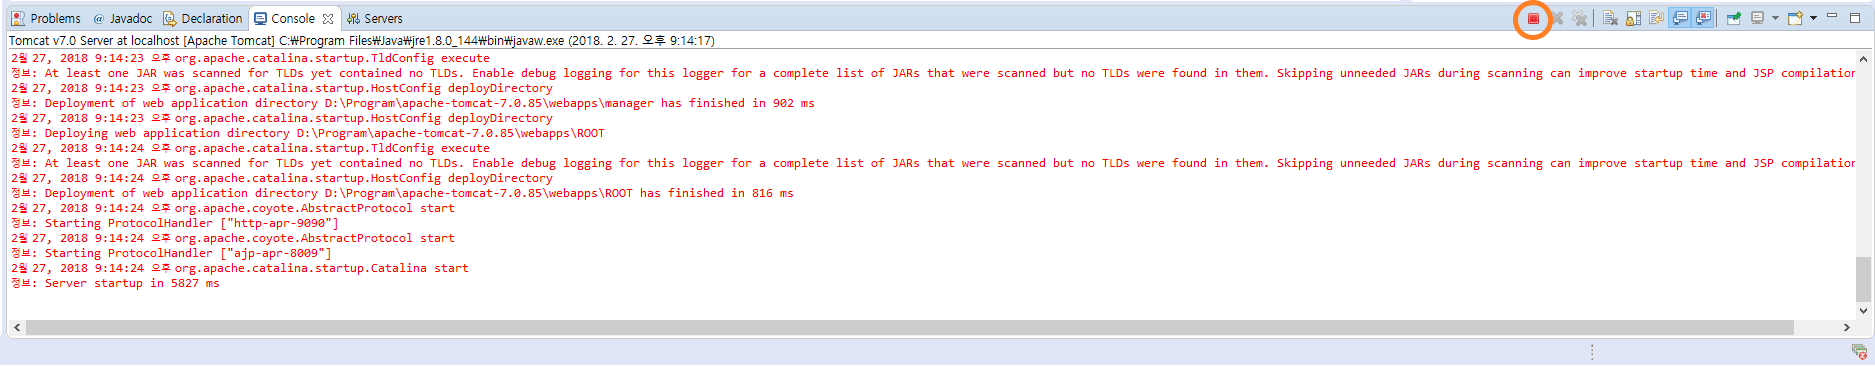 Problems @ Javadoc Declaration Console Servers
Tomcat v7.0 Server at localhost [Apache Tomcat] C:₩Program Files₩Java₩jre1.8.0_144₩bin₩javaw.exe (2018. 2. 27. 오후 9:14:17)
2월 27, 2018 9:14:23 오후 org.apache.catalina.startup.TldConfig execute
정보: At least one JAR was scanned for TLDs yet contained no TLDs. Enable debug logging for this logger for a complete list of JARs that were scanned but no TLDs were found in them. Skipping unneeded JARs during scanning can improve startup time and JSP compilation
2월 27, 2018 9:14:23 오후 org.apache.catalina.startup.HostConfig deployDirectory
정보: Deployment of web application directory D:\Program\apache-tomcat-7.0.85\webapps\manager has finished in 902 ms
2월 27, 2018 9:14:23 오후 org.apache.catalina.startup.HostConfig deployDirectory
정보: Deploying web application directory D:\Program\apache-tomcat-7.0.85\webapps\ROOT
2월 27, 2018 9:14:24 오후 org.apache.catalina.startup.TldConfig execute
정보: At least one JAR was scanned for TLDs yet contained no TLDs. Enable debug logging for this logger for a complete list of JARs that were scanned but no TLDs were found in them. Skipping unneeded JARs during scanning can improve startup time and JSP compilation
2월 27, 2018 9:14:24 오후 org.apache.catalina.startup.HostConfig deployDirectory
정보: Deployment of web application directory D:\Program\apache-tomcat-7.0.85\webapps\ROOT has finished in 816 ms
2월 27, 2018 9:14:24 오후 org.apache.coyote.AbstractProtocol start
정보: Starting ProtocolHandler ["http-apr-9090"]
2월 27, 2018 9:14:24 오후 org.apache.coyote.AbstractProtocol start
정보: Starting ProtocolHandler ["ajp-apr-8009"]
2월 27, 2018 9:14:24 오후 org.apache.catalina.startup.Catalina start
정보: Server startup in 5827 ms